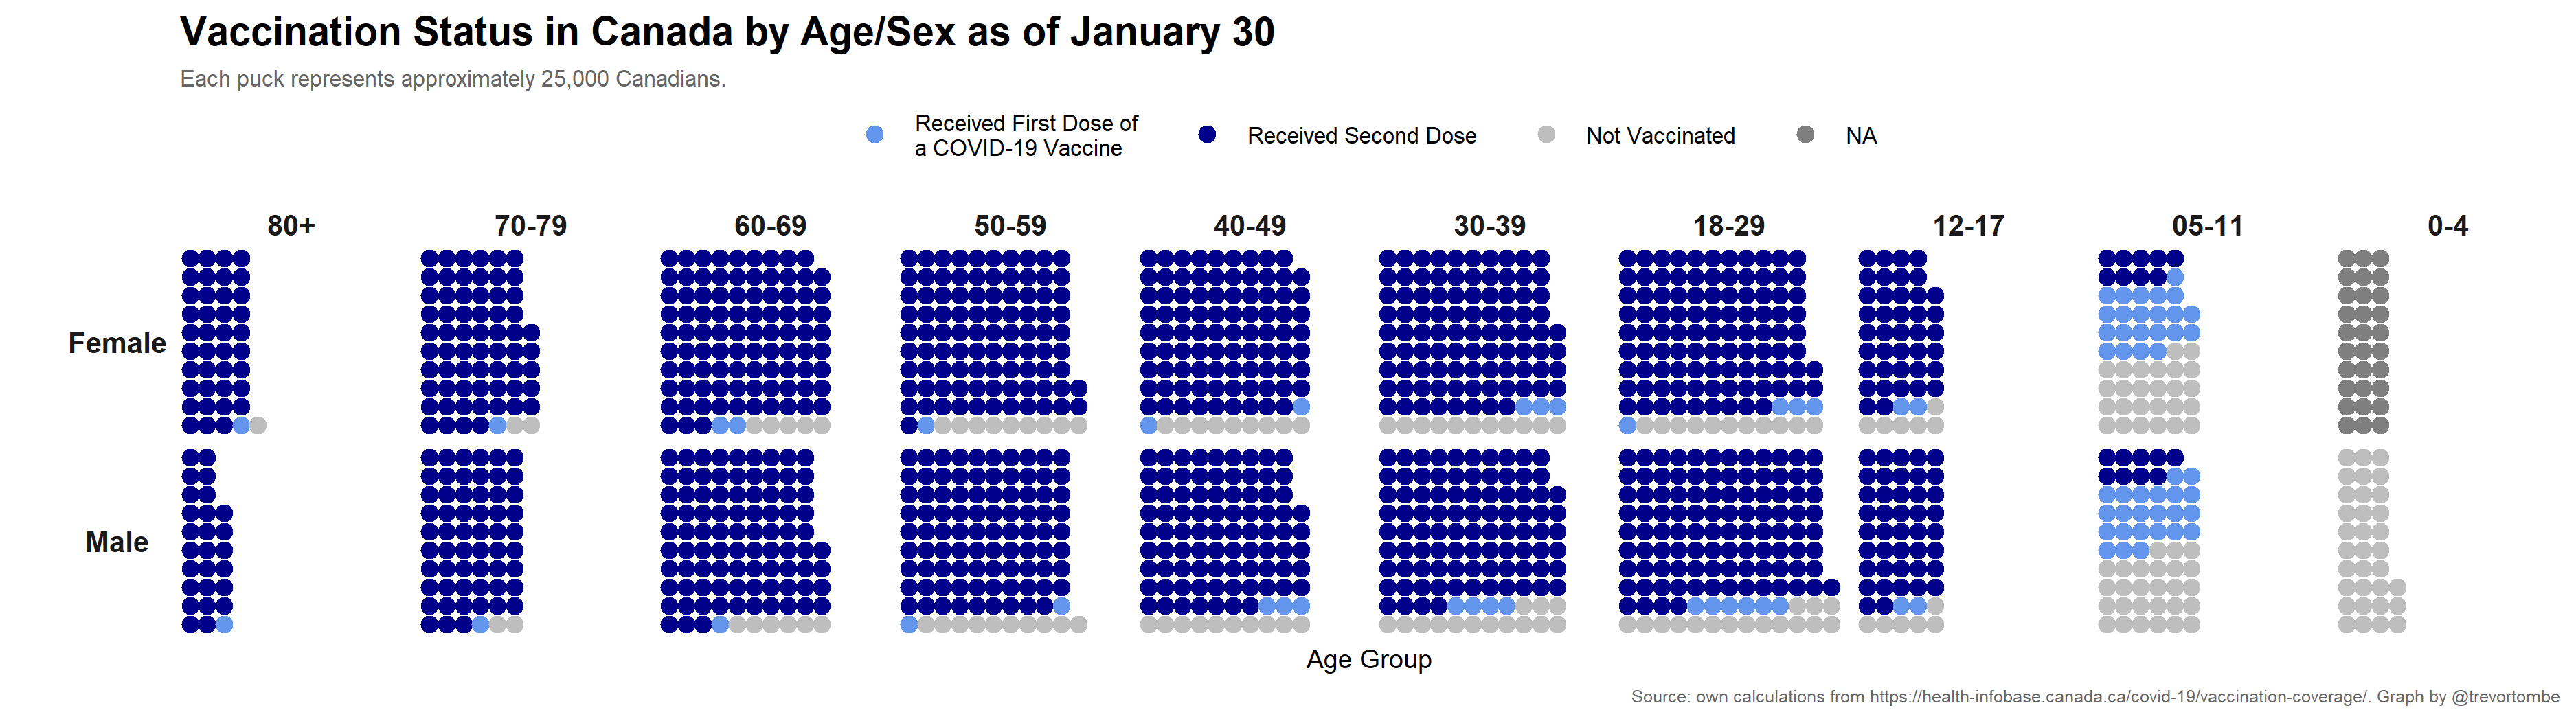 Vaccination Status in Canada by Age/Sex as of January 30
Each puck represents approximately 25,000 Canadians.
Received First Dose of
a COVID-19 Vaccine
Received Second Dose
Not Vaccinated
NA
80+
70-79
60-69
50-59
40-49
30-39
18-29
12-17
05-11
0-4
Female
Male
Age Group
Source: own calculations from https://health-infobase.canada.ca/covid-19/vaccination-coverage/. Graph by @trevortombe